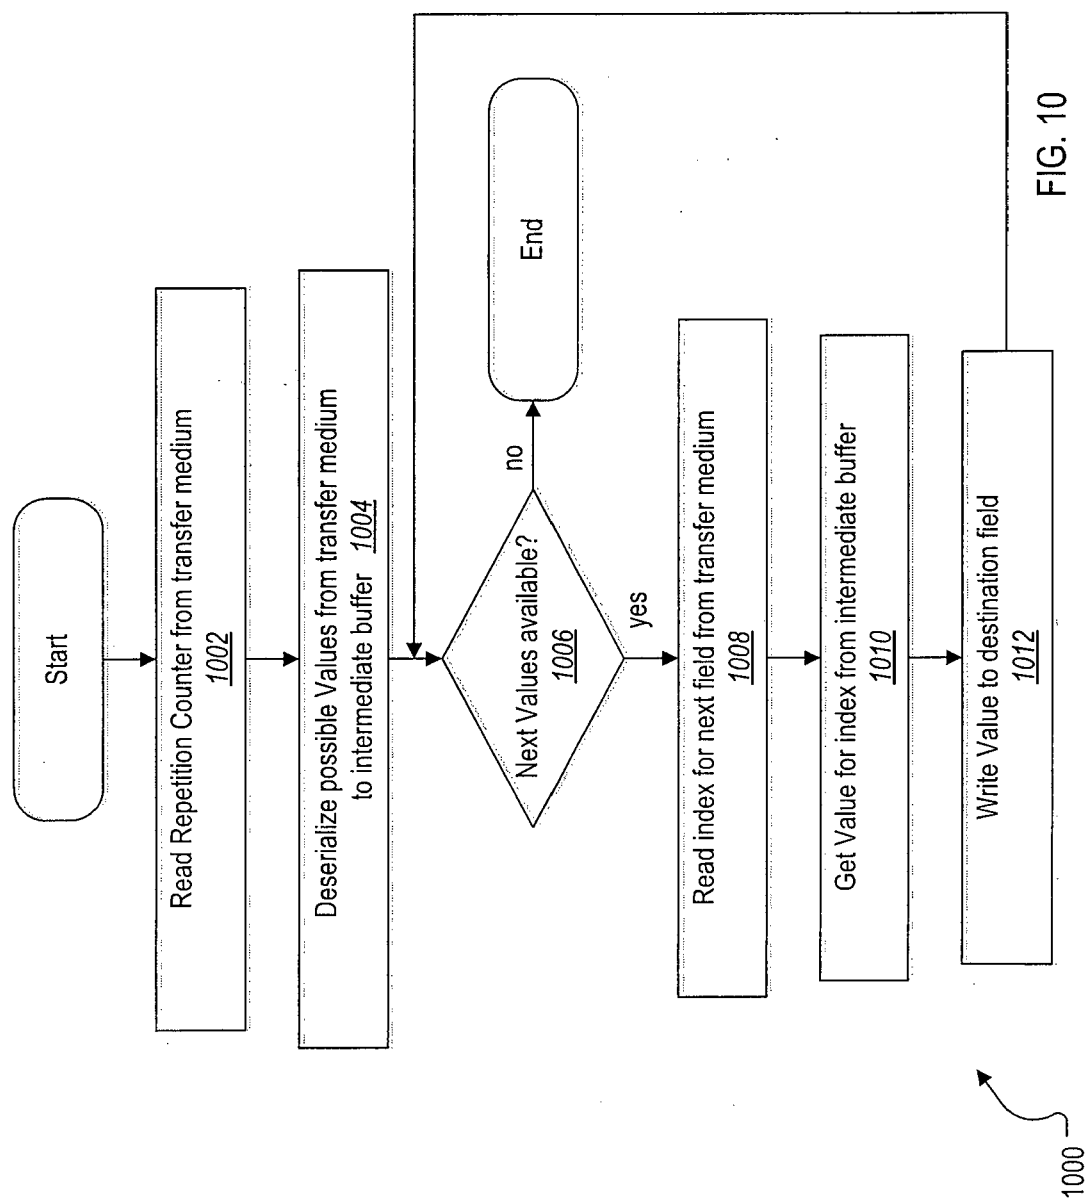 Start
Read Repetition Counter from transfer medium
1002
Deserialize possible Values from transfer medium
to intermediate buffer 1004
Next Values available?
1006
no
End
yes
Read index for next field from transfer medium
1008
Get Value for index from intermediate buffer
1010
Write Value to destination field
1012
1000
FIG. 10